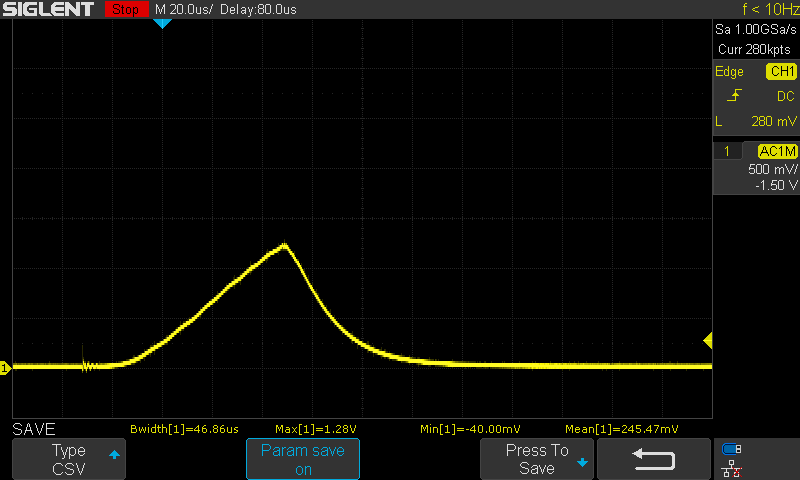 SIGLENT Stop M 20.0us/ Delay:80.0us f < 10Hz
Sa 1.00GSa/s
Curr 280kpts
Edge CH1
DC
L 280 mV
1 AC1M
500 mV/
-1.50 V
1
SAVE Bwidth[1]=46.86us Max[1]=1.28V Min[1]=-40.00mV Mean[1]=245.47mV
Type
CSV
Param save
on
Press To
Save